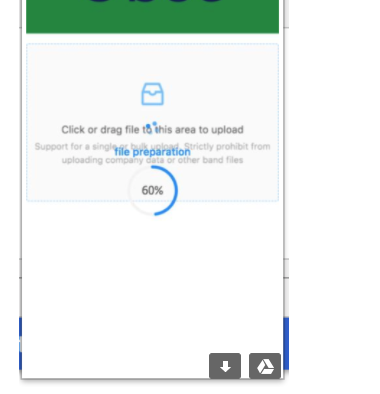 Click or drag file to this area to upload
Support for a single or bulk upload. Strictly prohibit from
file preparation
uploading company data or other band files
60%